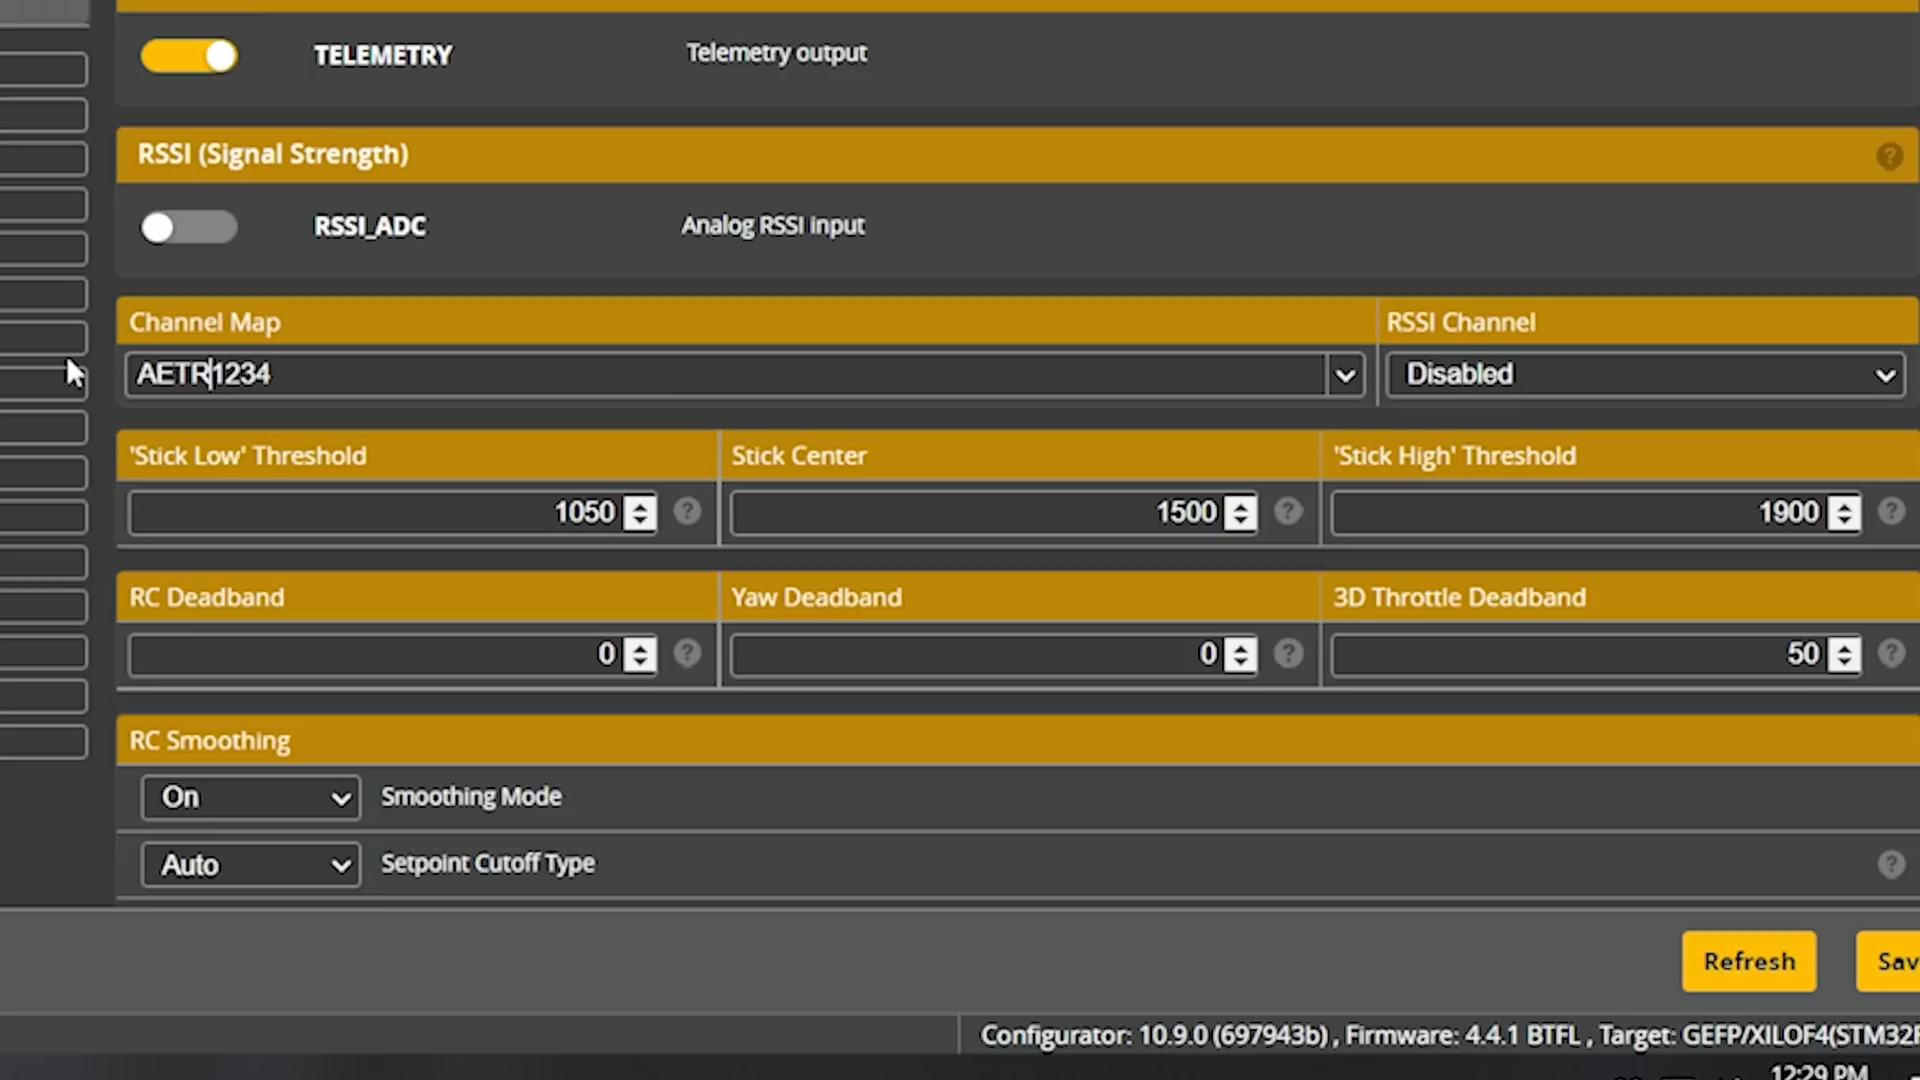 TELEMETRY Telemetry output
RSSI (Signal Strength)
RSSI_ADC Analog RSSI input
Channel Map RSSI Channel
AETR1234 Disabled
'Stick Low' Threshold Stick Center 'Stick High' Threshold
1050 1500 1900
RC Deadband Yaw Deadband 3D Throttle Deadband
0 0 50
RC Smoothing
On Smoothing Mode
Auto Setpoint Cutoff Type
Refresh Sav
Configurator: 10.9.0 (697943b) , Firmware: 4.4.1 BTFL , Target: GEFP/XILOF4(STM32F
12:29 PM